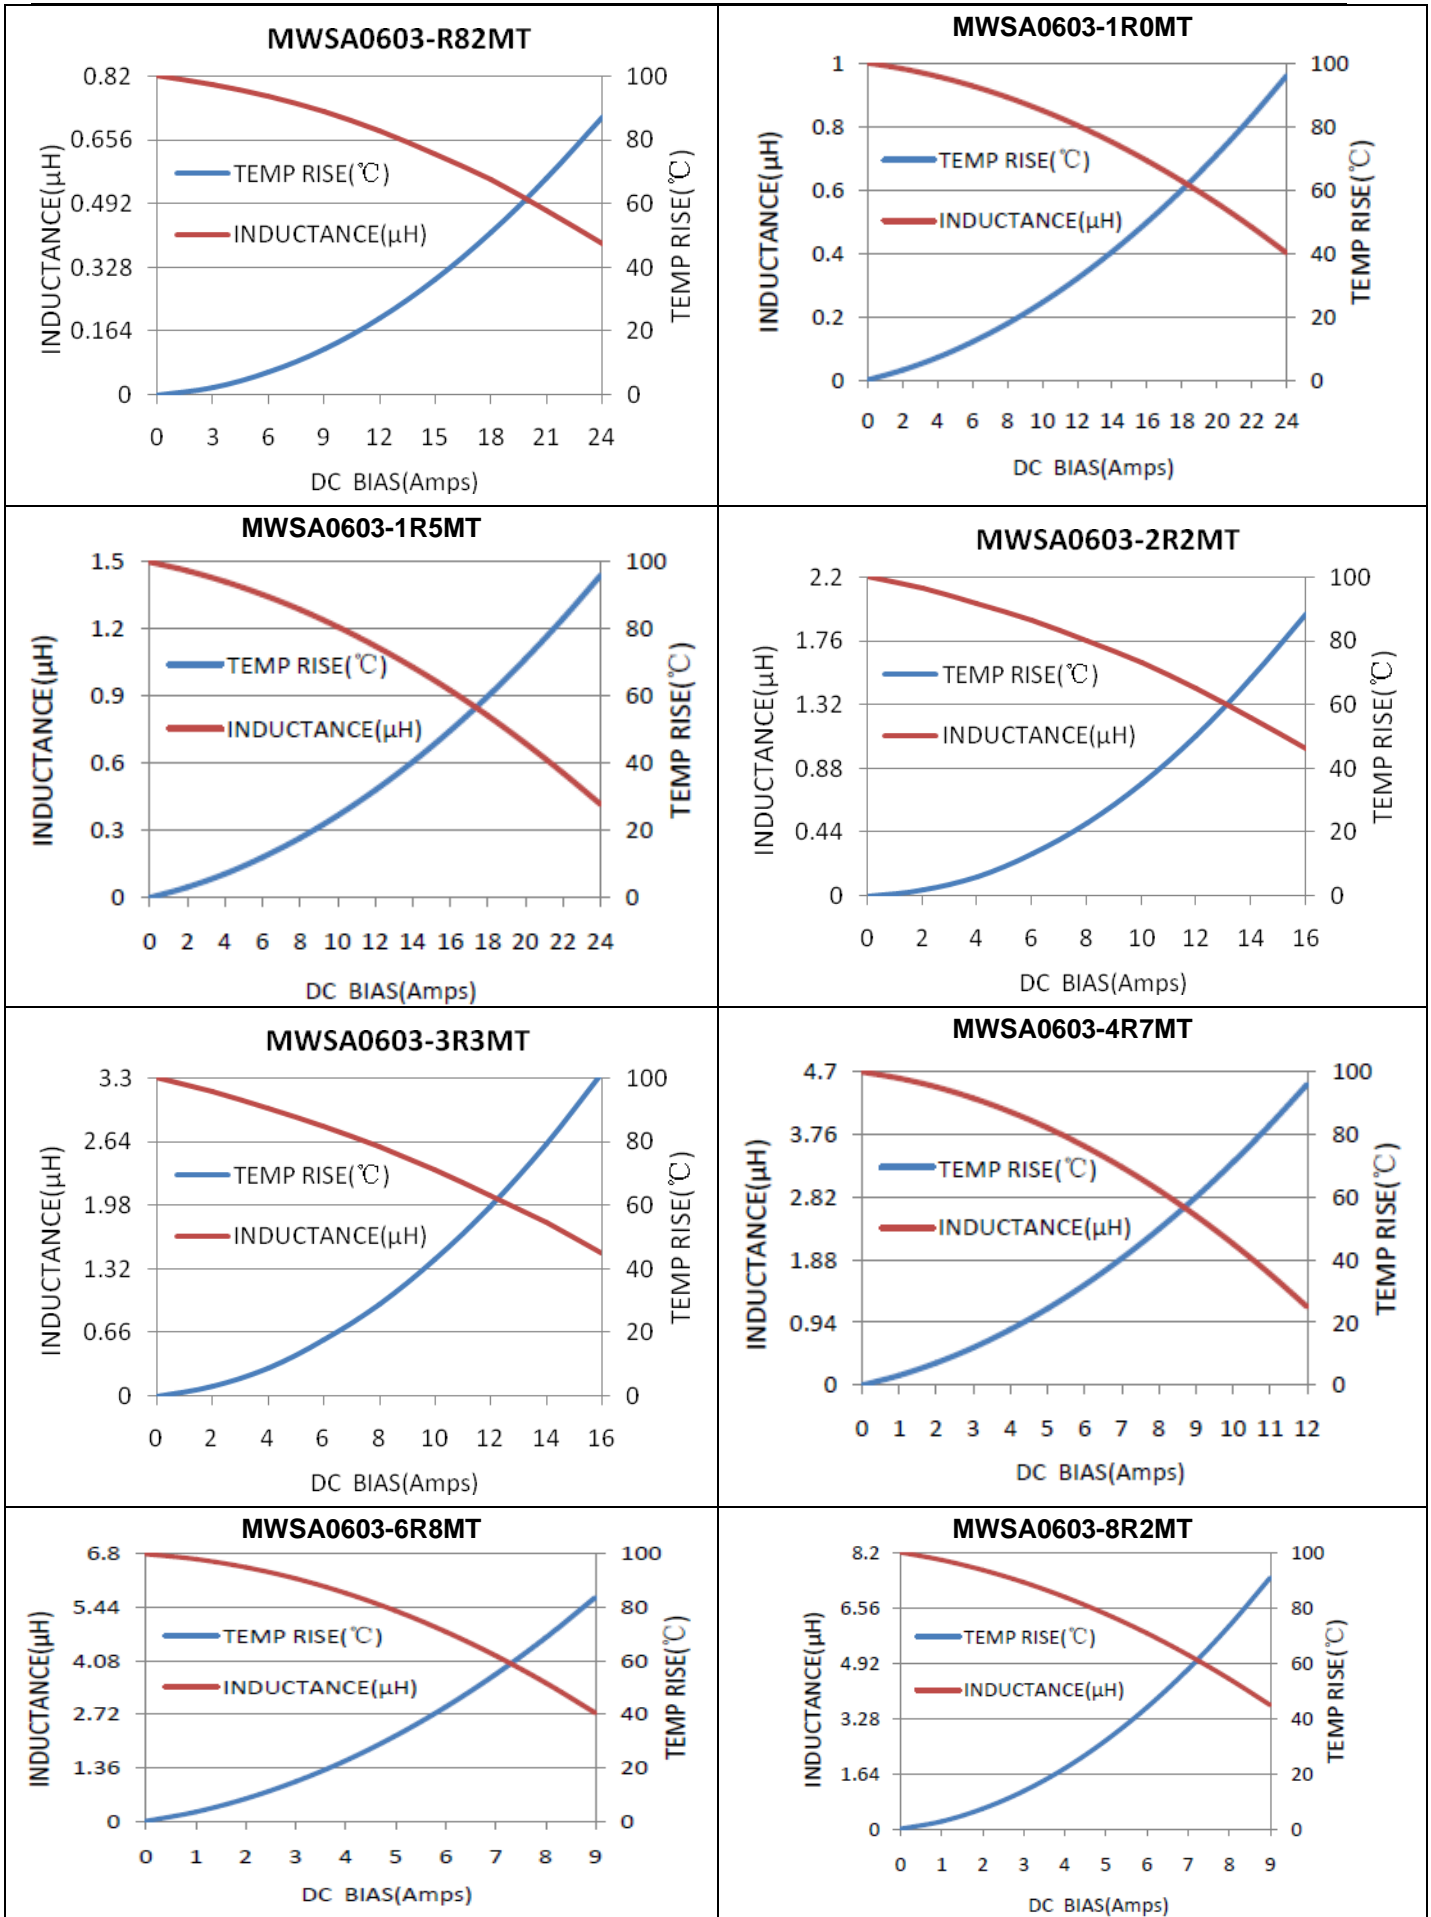 MWSA0603-R82MT
0.82
0.656
0.492
0.328
0.164
0
100
80
60
40
20
0
INDUCTANCE(μH)
TEMP RISE(℃)
TEMP RISE(℃)
INDUCTANCE(μH)
0 3 6 9 12 15 18 21 24
DC BIAS(Amps)
MWSA0603-1R0MT
1
0.8
0.6
0.4
0.2
0
100
80
60
40
20
0
INDUCTANCE(μH)
TEMP RISE(℃)
TEMP RISE(℃)
INDUCTANCE(μH)
0 2 4 6 8 10 12 14 16 18 20 22 24
DC BIAS(Amps)
MWSA0603-1R5MT
1.5
1.2
0.9
0.6
0.3
0
100
80
60
40
20
0
INDUCTANCE(μH)
TEMP RISE(℃)
TEMP RISE(℃)
INDUCTANCE(μH)
0 2 4 6 8 10 12 14 16 18 20 22 24
DC BIAS(Amps)
MWSA0603-2R2MT
2.2
1.76
1.32
0.88
0.44
0
100
80
60
40
20
0
INDUCTANCE(μH)
TEMP RISE(℃)
TEMP RISE(℃)
INDUCTANCE(μH)
0 2 4 6 8 10 12 14 16
DC BIAS(Amps)
MWSA0603-3R3MT
3.3
2.64
1.98
1.32
0.66
0
100
80
60
40
20
0
INDUCTANCE(μH)
TEMP RISE(℃)
TEMP RISE(℃)
INDUCTANCE(μH)
0 2 4 6 8 10 12 14 16
DC BIAS(Amps)
MWSA0603-4R7MT
4.7
3.76
2.82
1.88
0.94
0
100
80
60
40
20
0
INDUCTANCE(μH)
TEMP RISE(℃)
TEMP RISE(℃)
INDUCTANCE(μH)
0 1 2 3 4 5 6 7 8 9 10 11 12
DC BIAS(Amps)
MWSA0603-6R8MT
6.8
5.44
4.08
2.72
1.36
0
100
80
60
40
20
0
INDUCTANCE(μH)
TEMP RISE(℃)
TEMP RISE(℃)
INDUCTANCE(μH)
0 1 2 3 4 5 6 7 8 9
DC BIAS(Amps)
MWSA0603-8R2MT
8.2
6.56
4.92
3.28
1.64
0
100
80
60
40
20
0
INDUCTANCE(μH)
TEMP RISE(℃)
TEMP RISE(℃)
INDUCTANCE(μH)
0 1 2 3 4 5 6 7 8 9
DC BIAS(Amps)